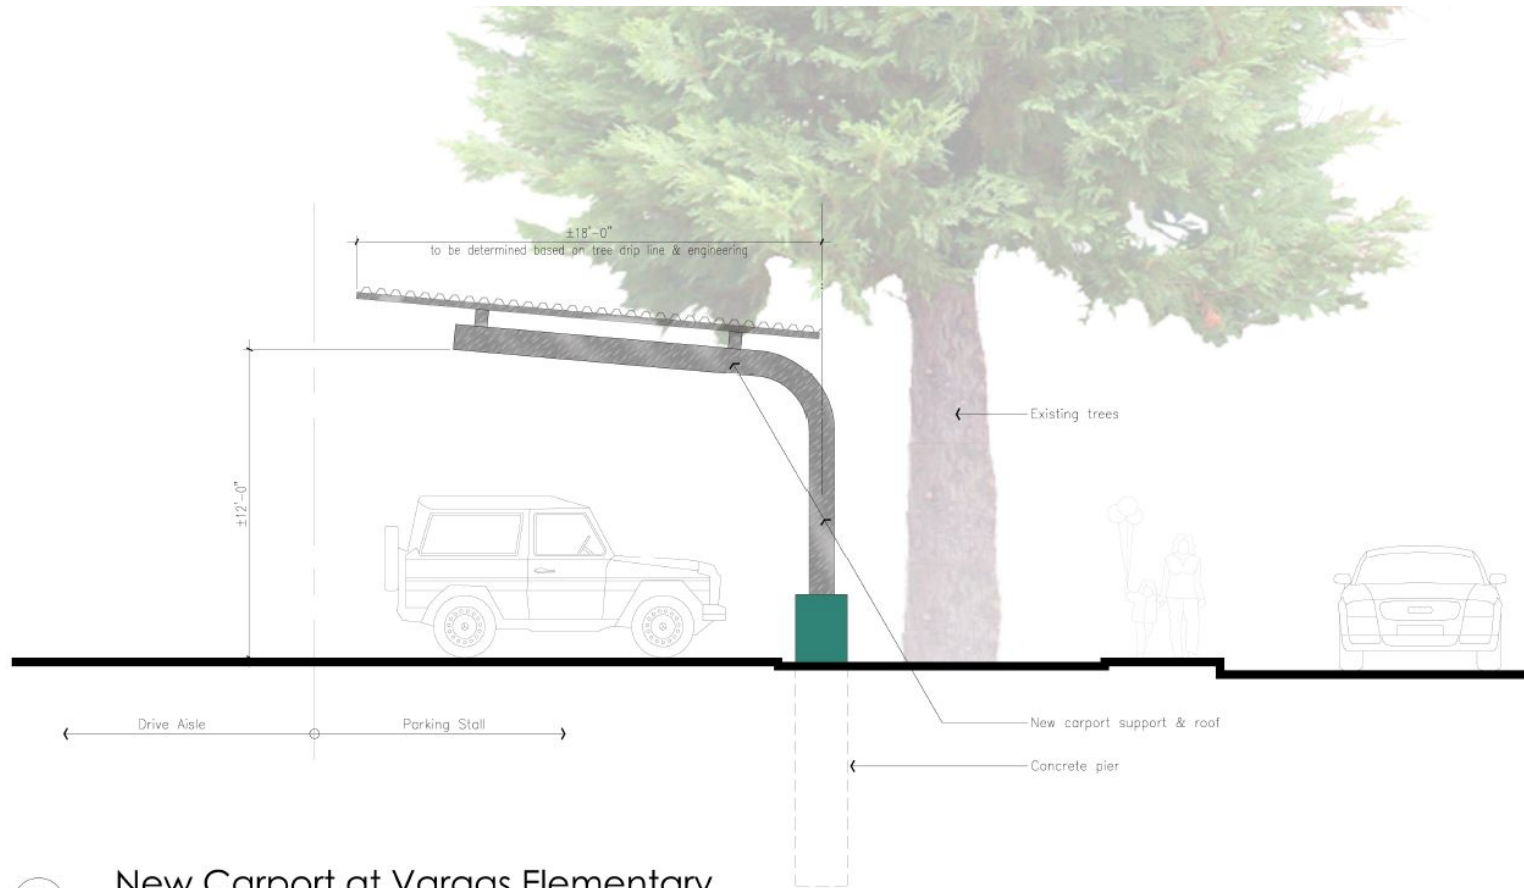 ±18'-0"
to be determined based on tree drip line & engineering
±12'-0"
Existing trees
Drive Aisle
Parking Stall
New carport support & roof
Concrete pier
New Carport at Vargas Elementary